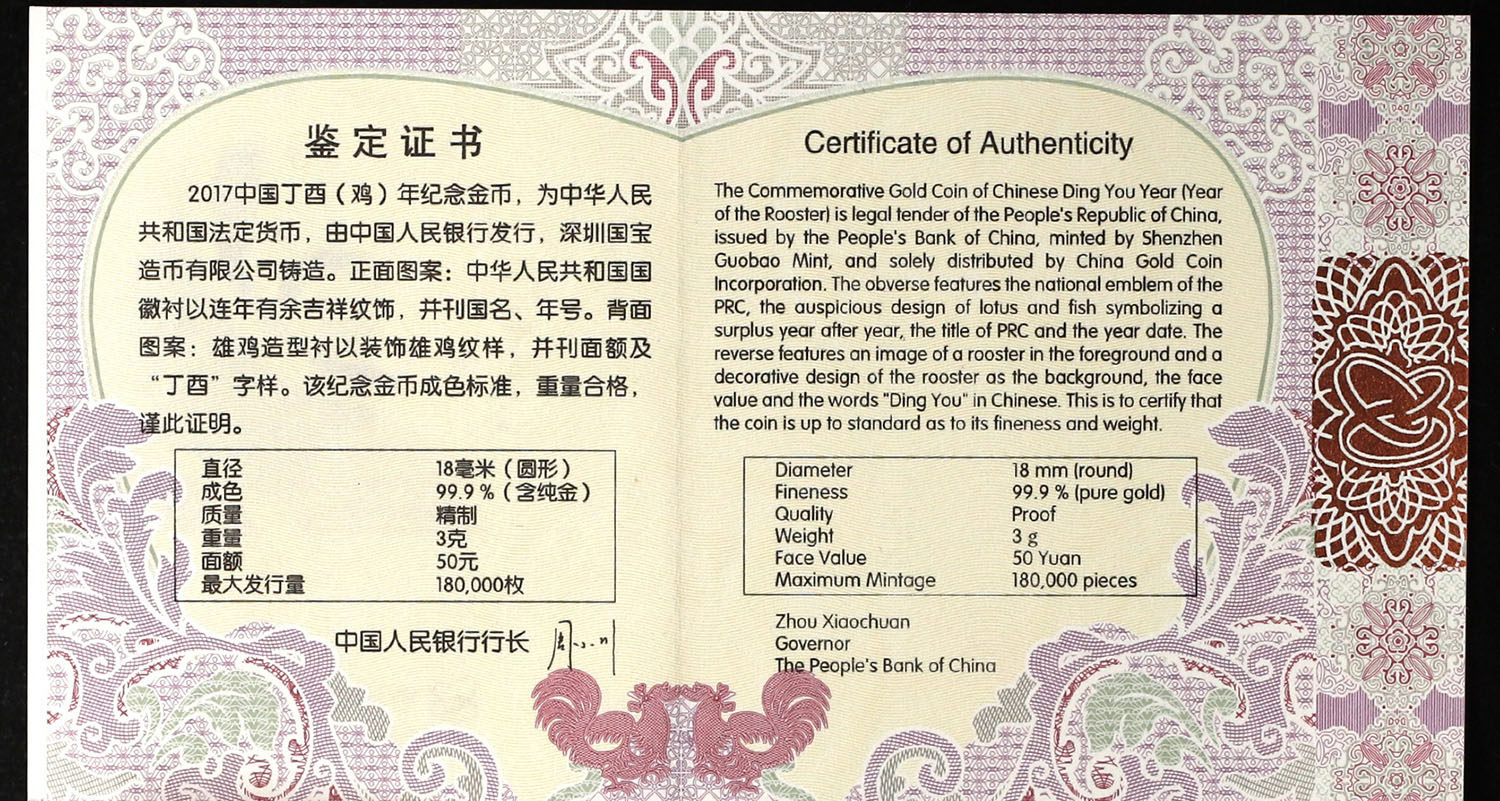 鉴定证书
2017中国丁酉（鸡）年纪念金币，为中华人民
共和国法定货币，由中国人民银行发行，深圳国宝
造币有限公司铸造。正面图案：中华人民共和国国
徽衬以连年有余吉祥纹饰，并刊国名、年号。背面
图案：雄鸡造型衬以装饰雄鸡纹样，并刊面额及
“丁酉”字样。该纪念金币成色标准，重量合格，
谨此证明。
直径 18毫米（圆形）
成色 99.9％（含纯金）
质量 精制
重量 3克
面额 50元
最大发行量 180,000枚
中国人民银行行长
Certificate of Authenticity
The Commemorative Gold Coin of Chinese Ding You Year (Year
of the Rooster) is legal tender of the People's Republic of China,
issued by the People's Bank of China, minted by Shenzhen
Guobao Mint, and solely distributed by China Gold Coin
Incorporation. The obverse features the national emblem of the
PRC, the auspicious design of lotus and fish symbolizing a
surplus year after year, the title of PRC and the year date. The
reverse features an image of a rooster in the foreground and a
decorative design of the rooster as the background, the face
value and the words "Ding You" in Chinese. This is to certify that
the coin is up to standard as to its fineness and weight.
Diameter 18 mm (round)
Fineness 99.9 % (pure gold)
Quality Proof
Weight 3 g
Face Value 50 Yuan
Maximum Mintage 180,000 pieces
Zhou Xiaochuan
Governor
The People's Bank of China